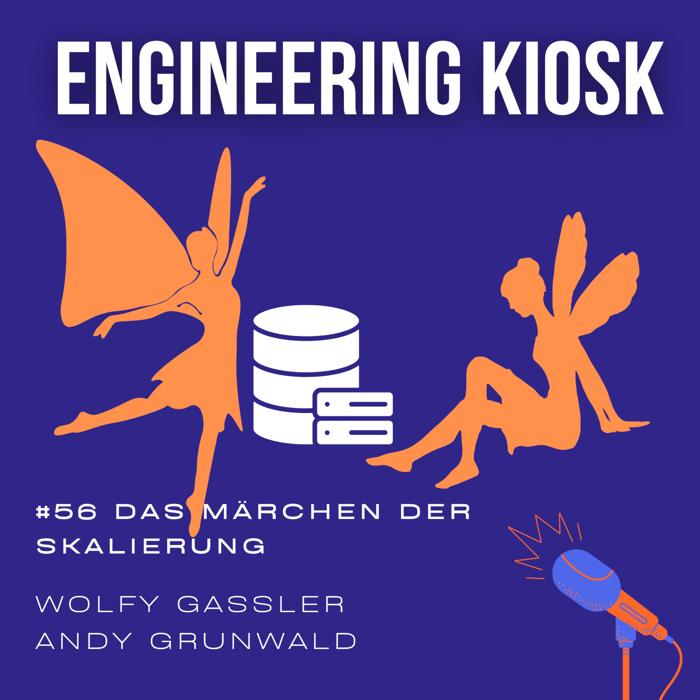 ENGINEERING KIOSK
#56 DAS MÄRCHEN DER
SKALIERUNG
WOLFY GASSLER
ANDY GRUNWALD